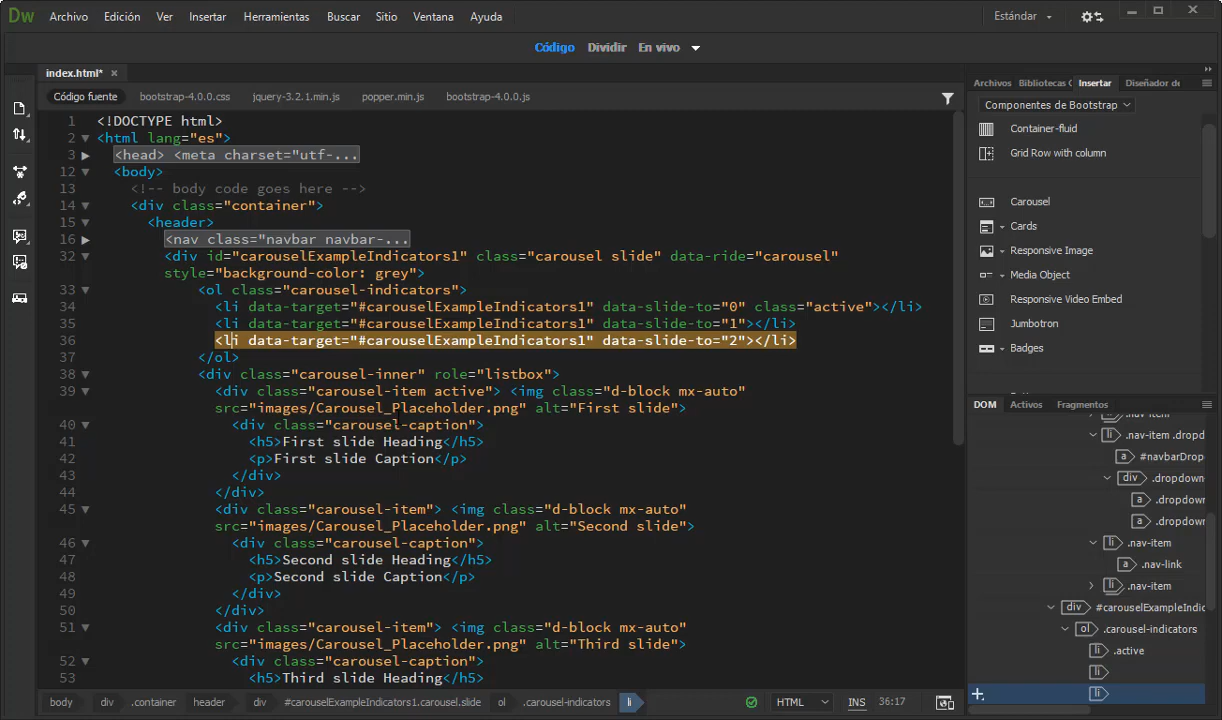 Dw Archivo Edición Ver Insertar Herramientas Buscar Sitio Ventana Ayuda Estándar
Código Dividir En vivo
index.html*
Código fuente bootstrap-4.0.0.css jquery-3.2.1.min.js popper.min.js bootstrap-4.0.0.js
1 <!DOCTYPE html>
2 <html lang="es">
3 <head> <meta charset="utf-...
12 <body>
13 <!-- body code goes here -->
14 <div class="container">
15 <header>
16 <nav class="navbar navbar-...
32 <div id="carouselExampleIndicators1" class="carousel slide" data-ride="carousel"
style="background-color: grey">
33 <ol class="carousel-indicators">
34 <li data-target="#carouselExampleIndicators1" data-slide-to="0" class="active"></li>
35 <li data-target="#carouselExampleIndicators1" data-slide-to="1"></li>
36 <li data-target="#carouselExampleIndicators1" data-slide-to="2"></li>
37 </ol>
38 <div class="carousel-inner" role="listbox">
39 <div class="carousel-item active"> <img class="d-block mx-auto"
src="images/Carousel_Placeholder.png" alt="First slide">
40 <div class="carousel-caption">
41 <h5>First slide Heading</h5>
42 <p>First slide Caption</p>
43 </div>
44 </div>
45 <div class="carousel-item"> <img class="d-block mx-auto"
src="images/Carousel_Placeholder.png" alt="Second slide">
46 <div class="carousel-caption">
47 <h5>Second slide Heading</h5>
48 <p>Second slide Caption</p>
49 </div>
50 </div>
51 <div class="carousel-item"> <img class="d-block mx-auto"
src="images/Carousel_Placeholder.png" alt="Third slide">
52 <div class="carousel-caption">
53 <h5>Third slide Heading</h5>
body div .container header div #carouselExampleIndicators1.carousel.slide ol .carousel-indicators li HTML INS 36:17
Archivos Bibliotecas C Insertar Diseñador de
Componentes de Bootstrap
Container-fluid
Grid Row with column
Carousel
Cards
Responsive Image
Media Object
Responsive Video Embed
Jumbotron
Badges
DOM Activos Fragmentos
.nav-item
li .nav-item .dropd
a #navbarDrop
div .dropdown
a .dropdown
a .dropdown
li .nav-item
a .nav-link
li .nav-item
div #carouselExampleIndic
ol .carousel-indicators
li .active
li
li